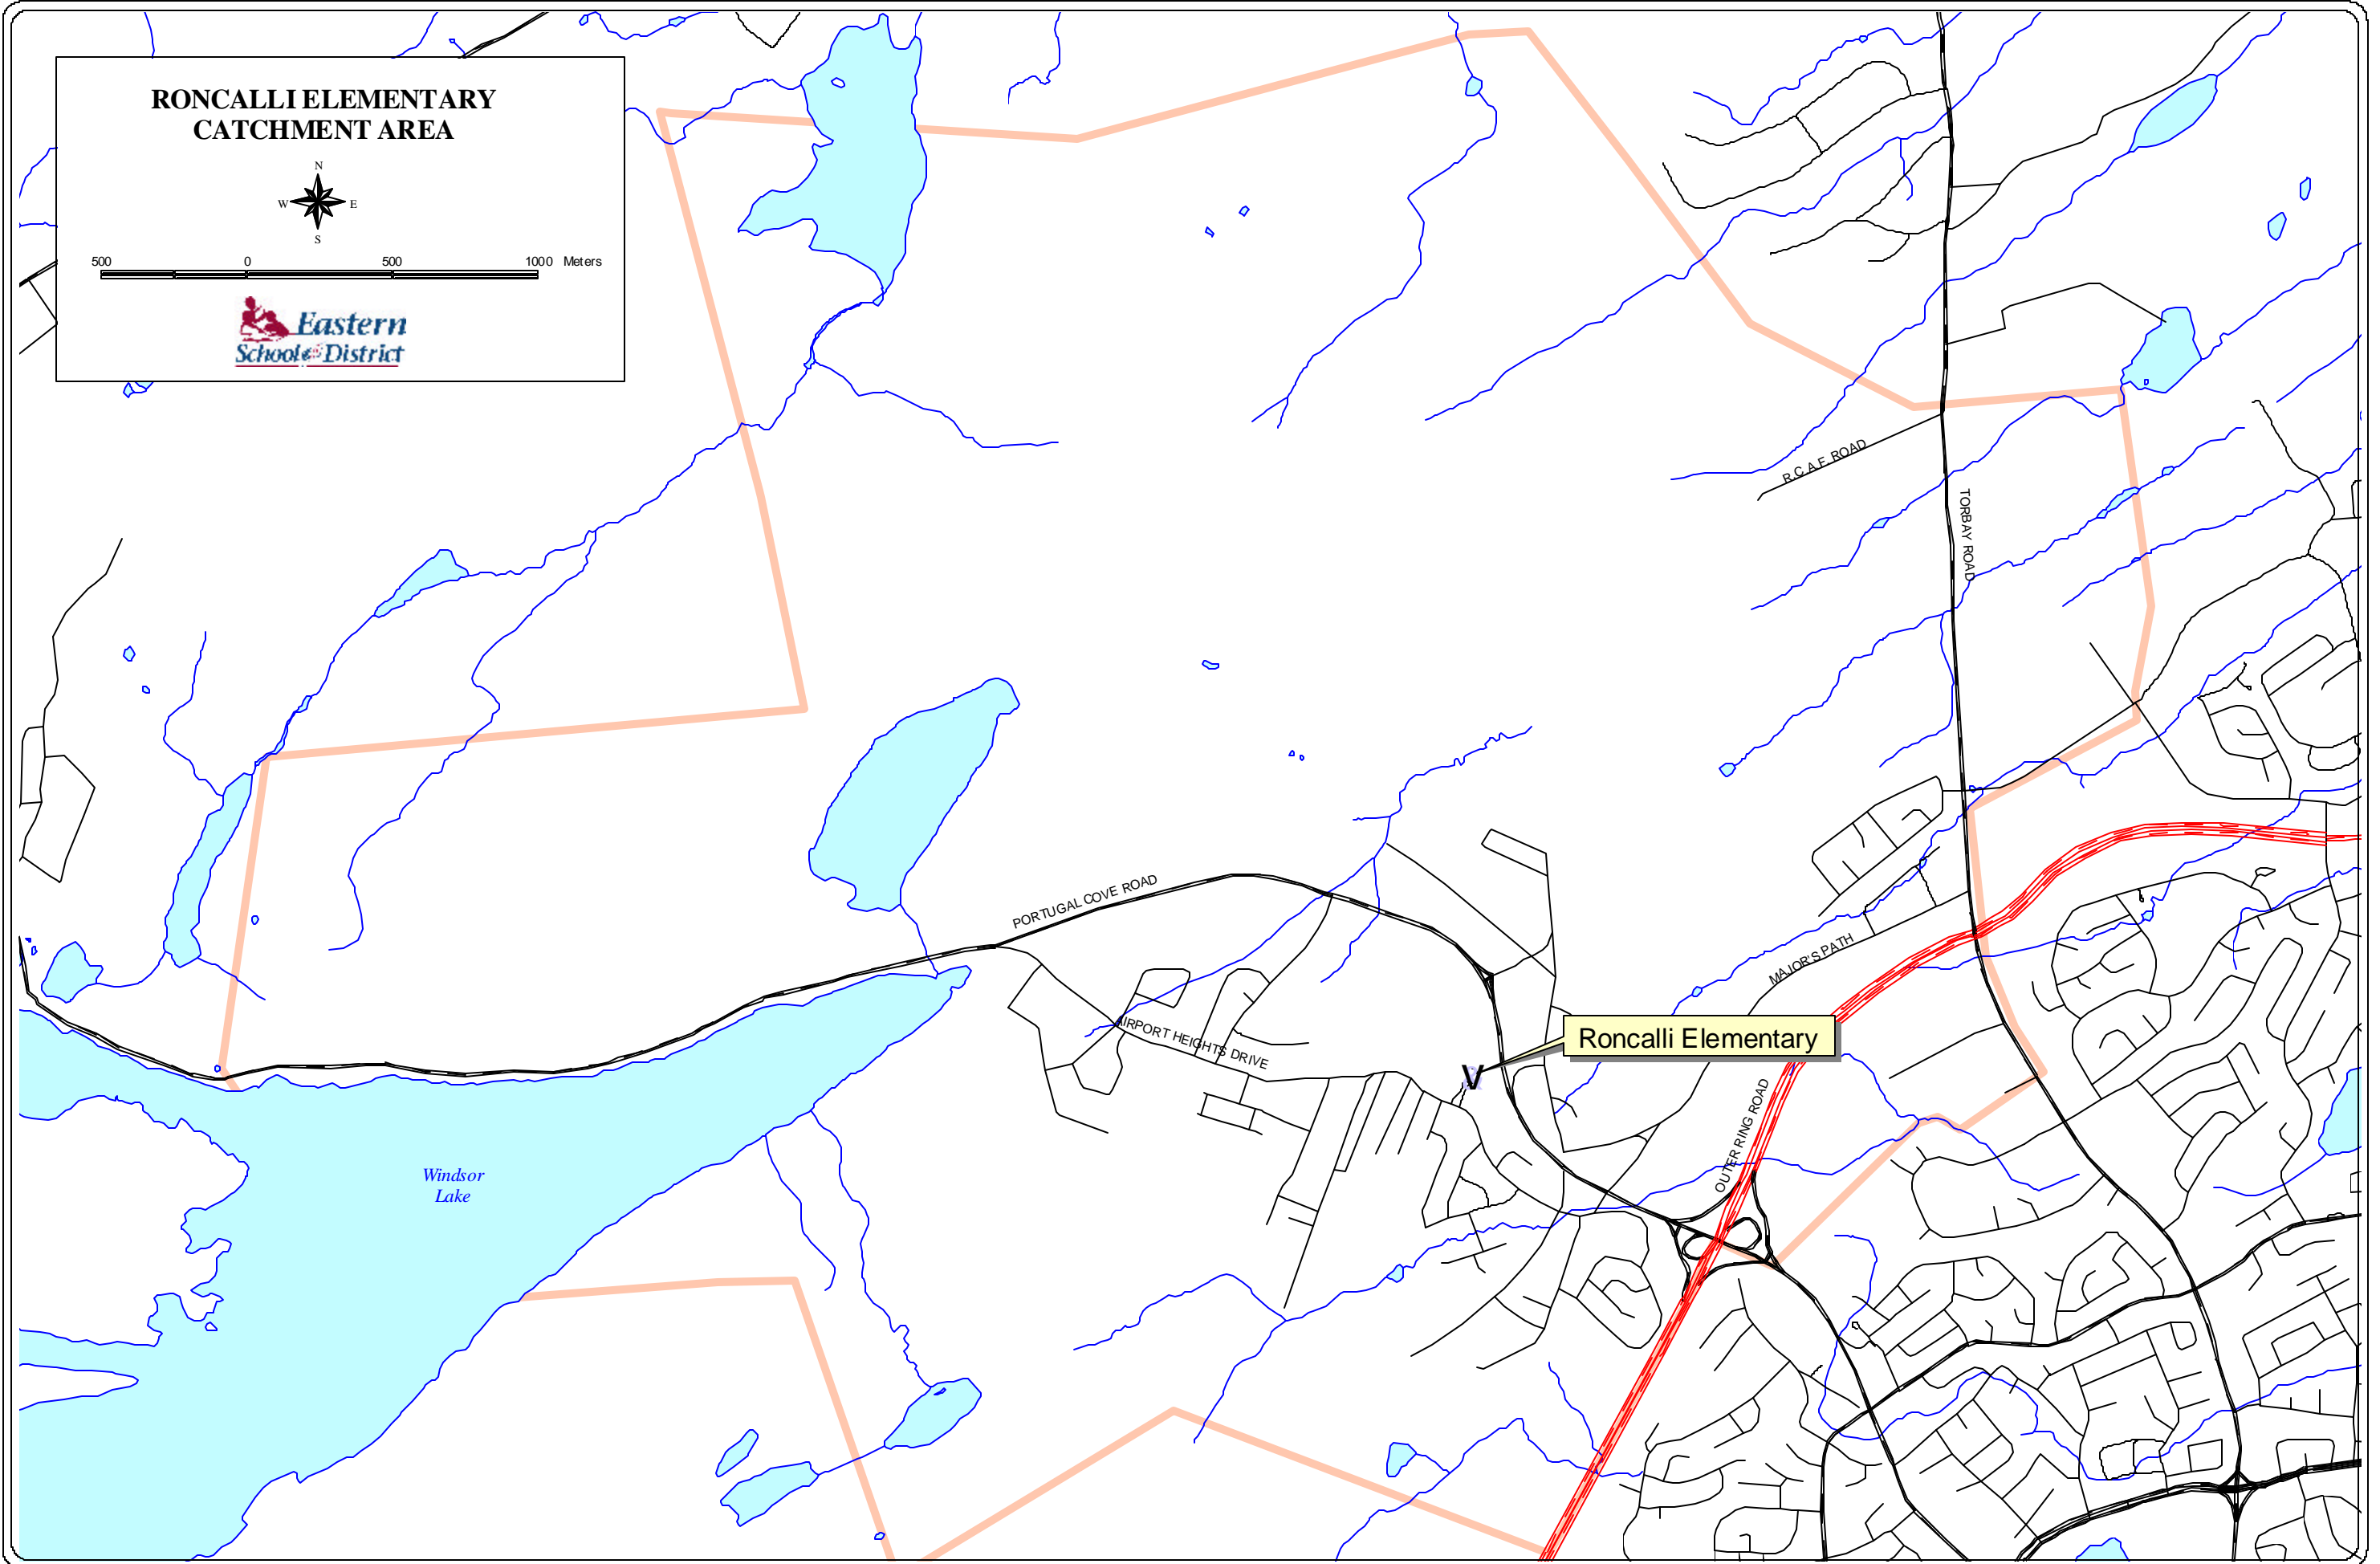 RONCALLI ELEMENTARY
CATCHMENT AREA
N
W E
S
500 0 500 1000 Meters
Eastern
School District
R.C.A.F. ROAD
TORBAY ROAD
PORTUGAL COVE ROAD
MAJOR'S PATH
AIRPORT HEIGHTS DRIVE
Roncalli Elementary
V
OUTER RING ROAD
Windsor
Lake